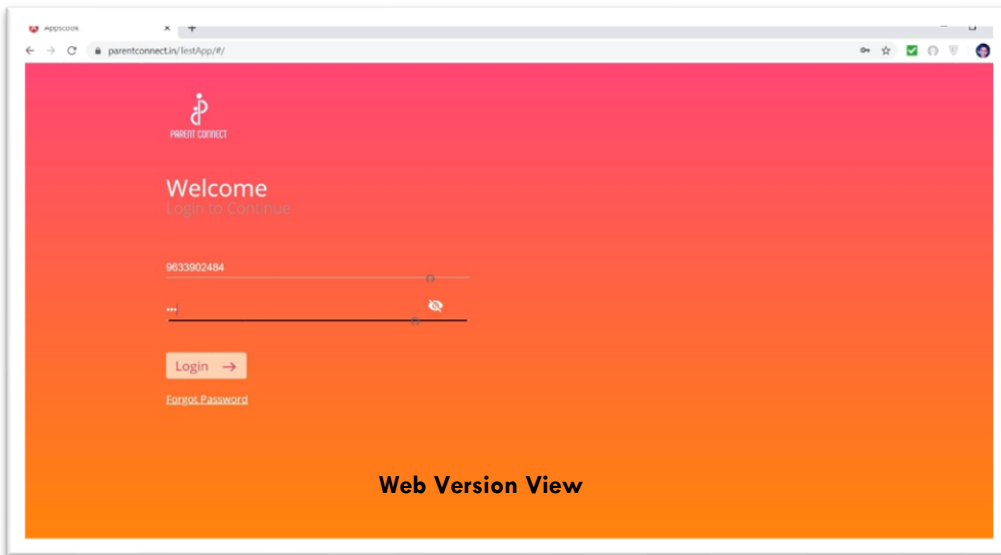 Appscook
parentconnect.in/TestApp/#/
PARENT CONNECT
Welcome
Login to Continue
9633902484
•••
Login →
Forgot Password
Web Version View